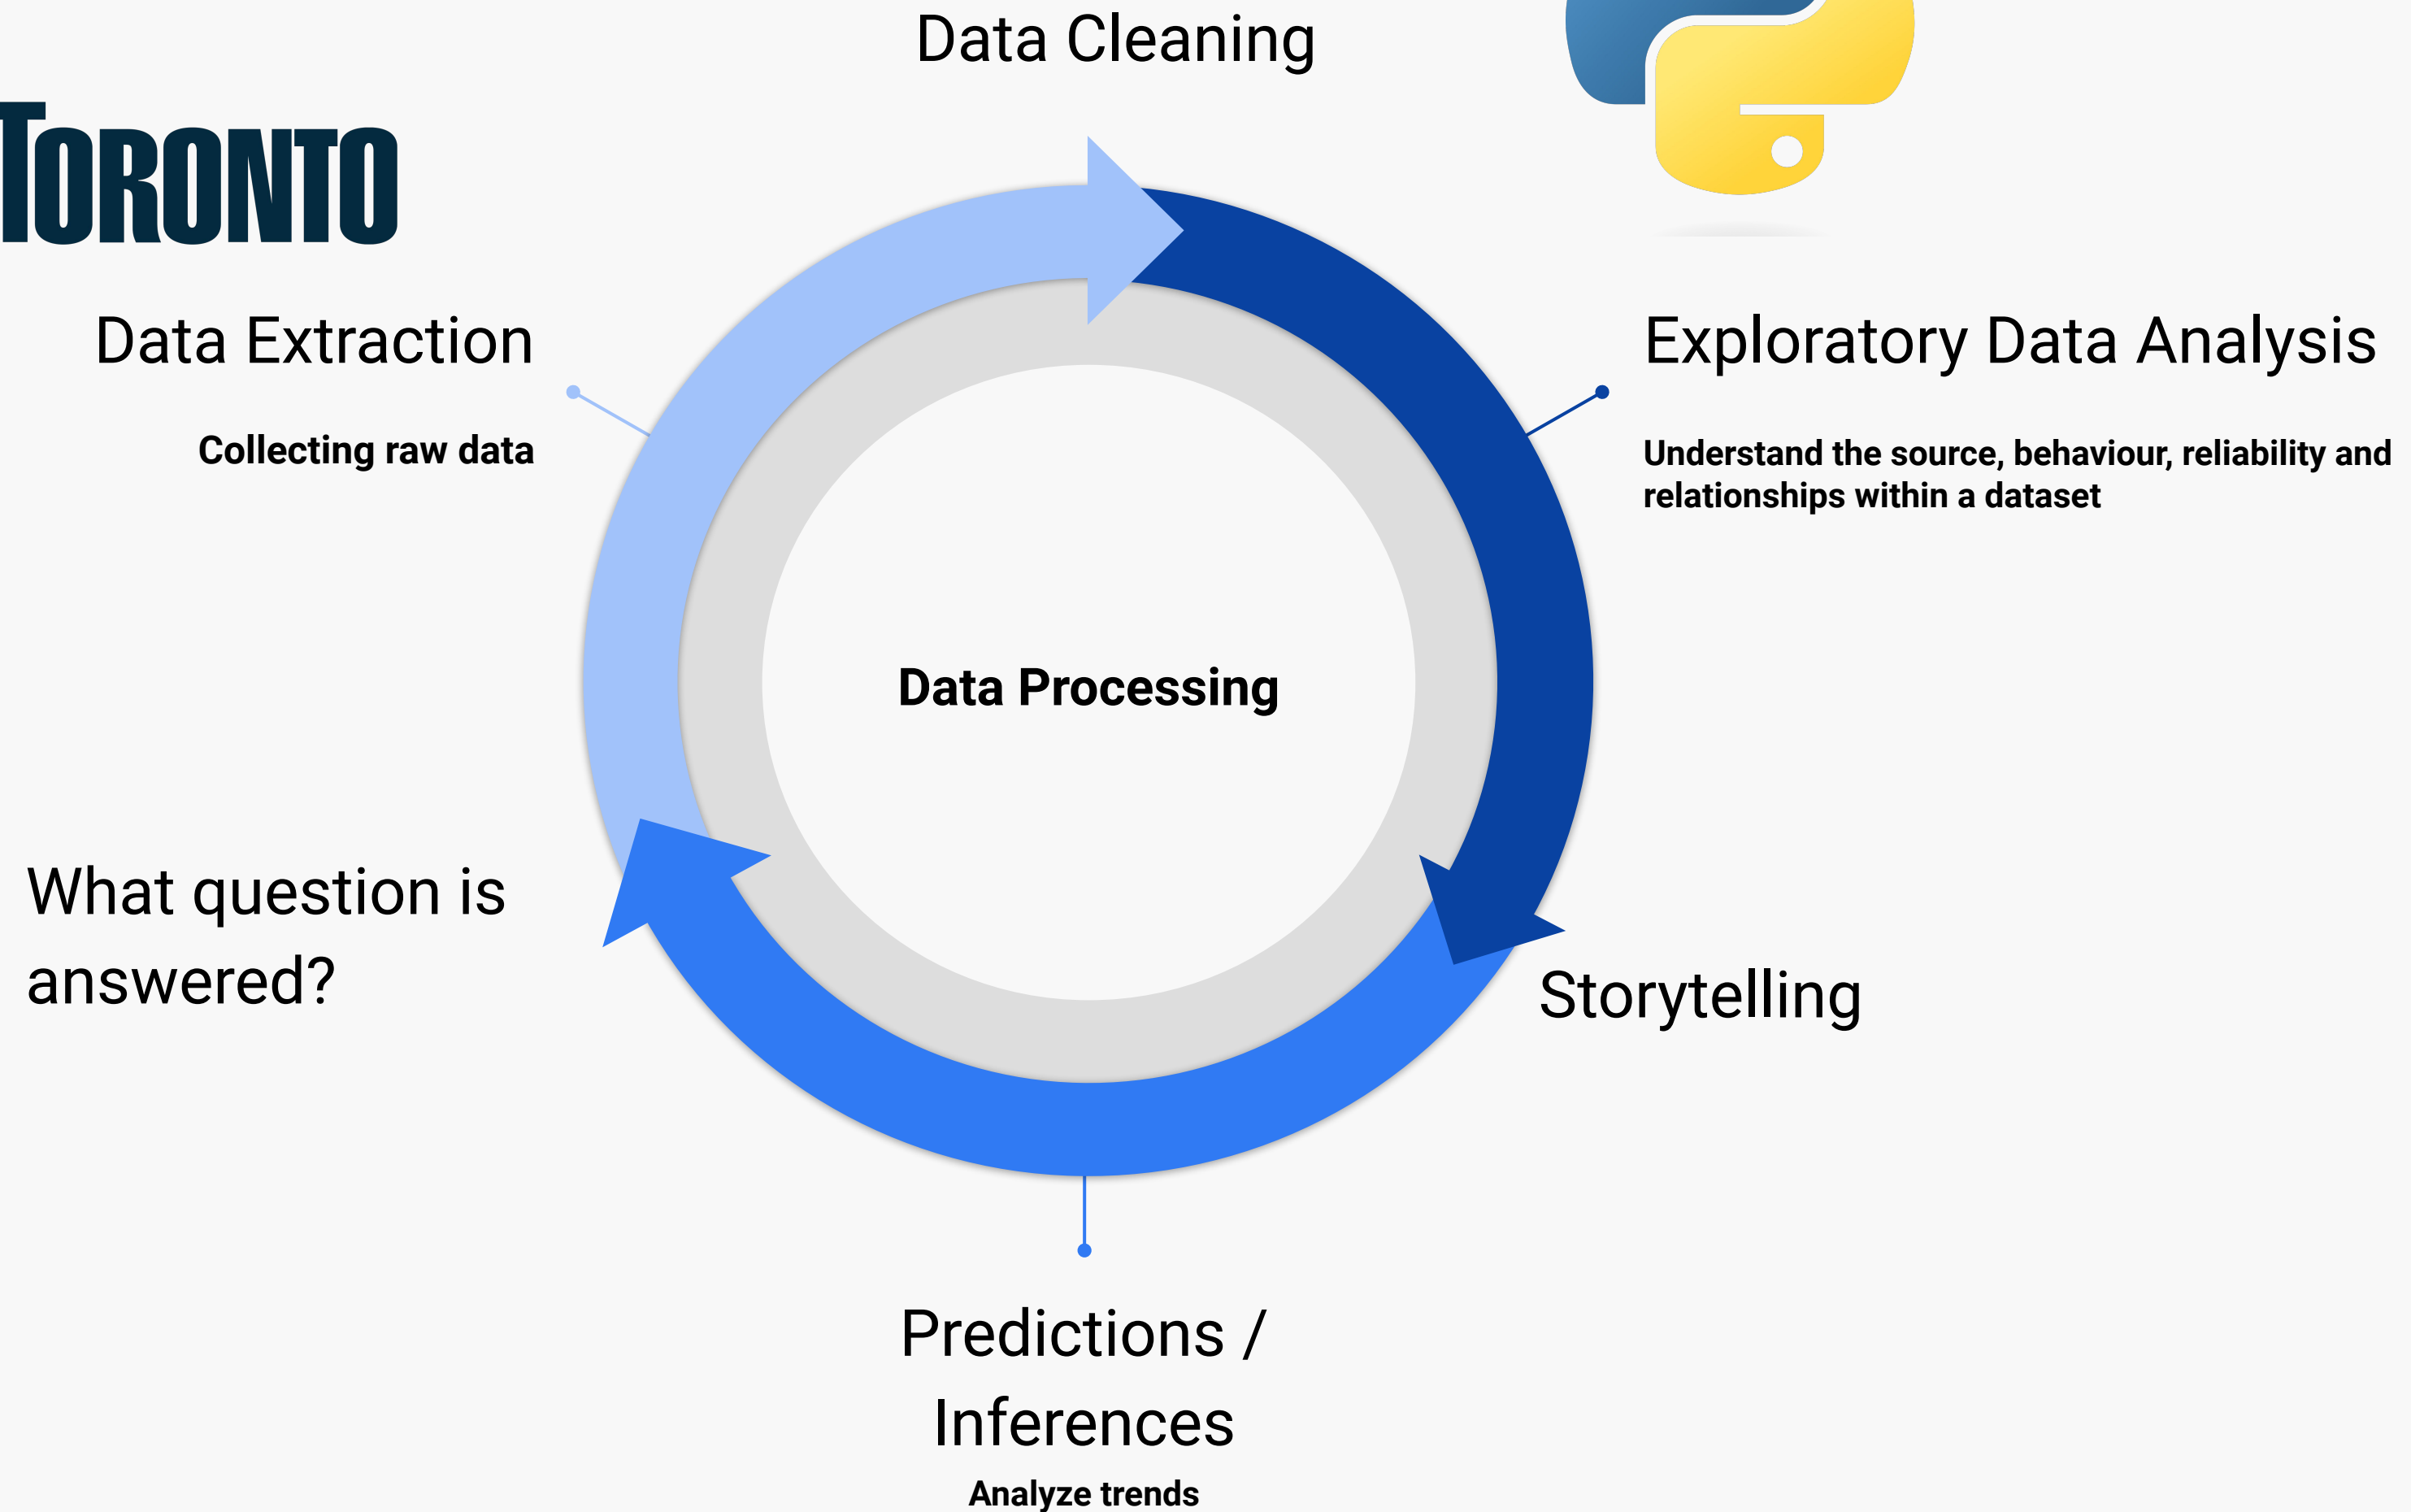 Data Cleaning
TORONTO
Data Extraction
Collecting raw data
Exploratory Data Analysis
Understand the source, behaviour, reliability and
relationships within a dataset
Data Processing
What question is
answered?
Storytelling
Predictions /
Inferences
Analyze trends